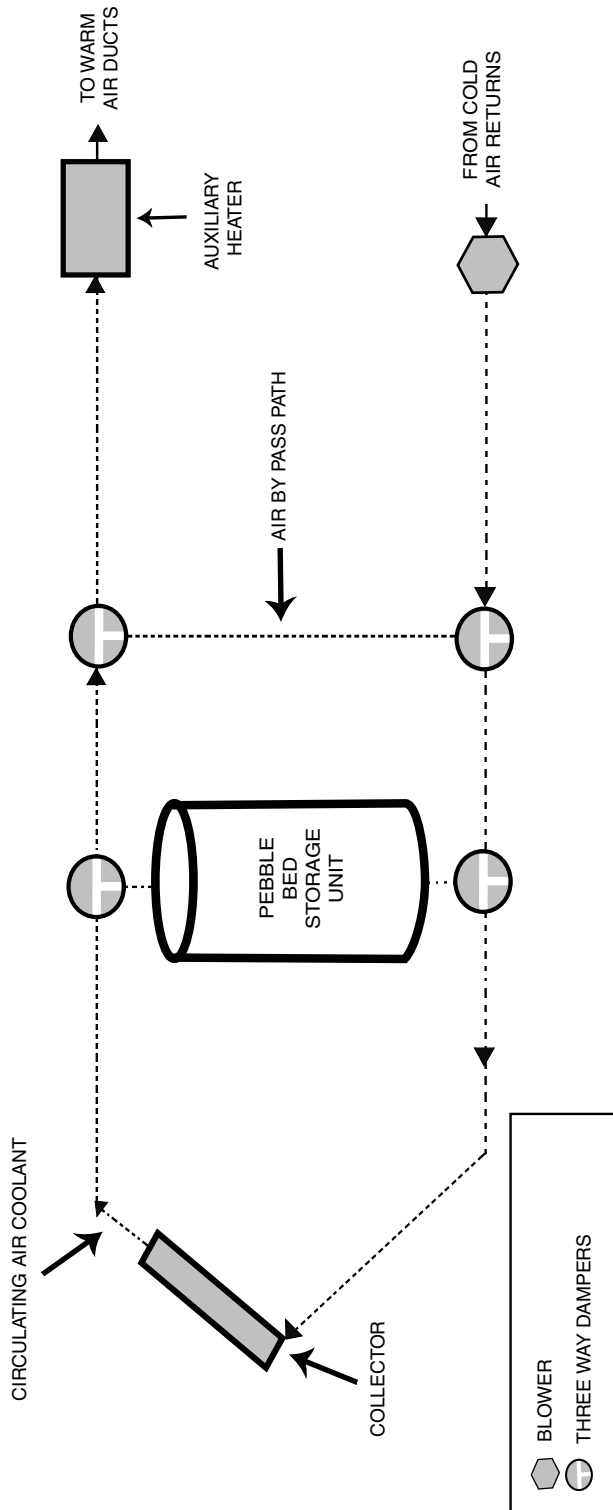 CIRCULATING AIR COOLANT
COLLECTOR
PEBBLE
BED
STORAGE
UNIT
AIR BY PASS PATH
AUXILIARY
HEATER
TO WARM
AIR DUCTS
FROM COLD
AIR RETURNS
BLOWER
THREE WAY DAMPERS